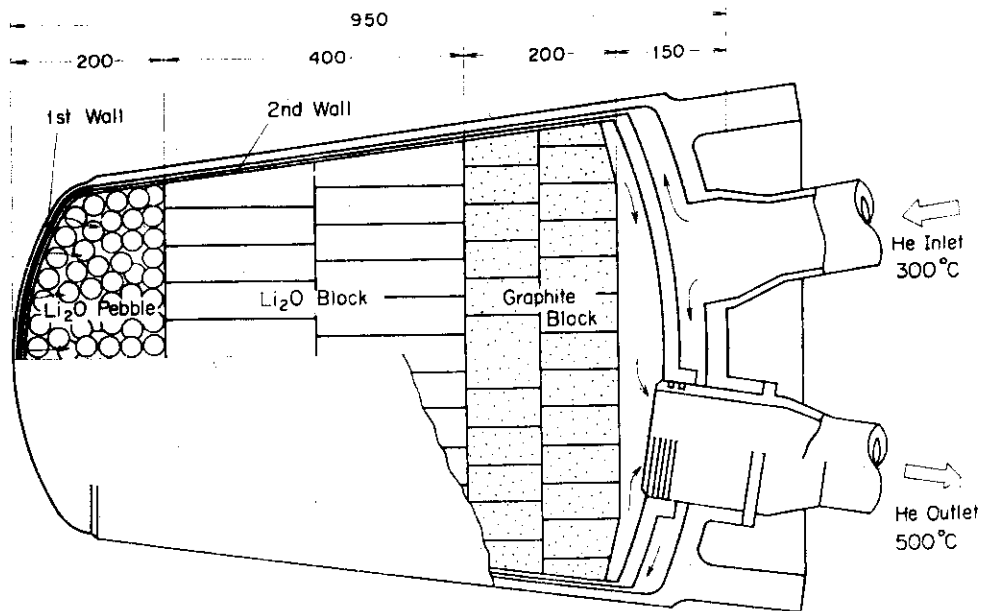 950
200 400 200 150
1st Wall
2nd Wall
He Inlet
300°C
Li₂O Pebble
Li₂O Block
Graphite
Block
He Outlet
500°C